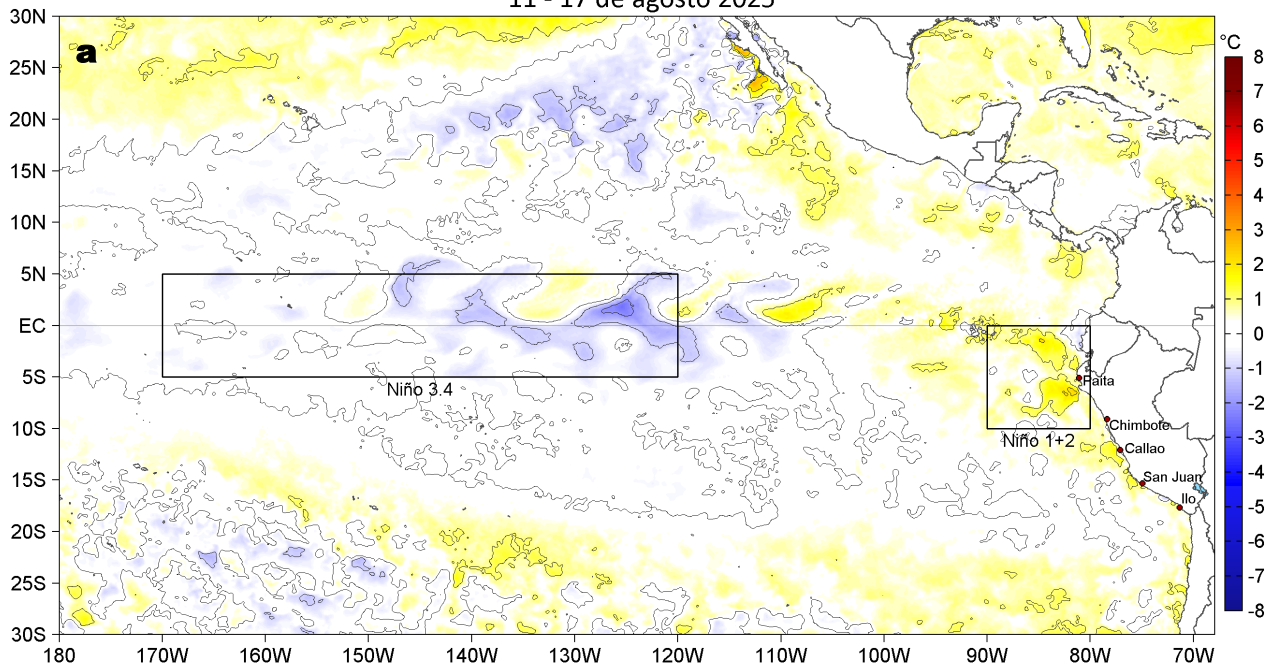 11 - 17 de agosto 2025
a
°C
30N
25N
20N
15N
10N
5N
EC
5S
10S
15S
20S
25S
30S
180
170W
160W
150W
140W
130W
120W
110W
100W
90W
80W
70W
Niño 3.4
Niño 1+2
Paita
Chimbote
Callao
San Juan
Ilo
8
7
6
5
4
3
2
1
0
-1
-2
-3
-4
-5
-6
-7
-8